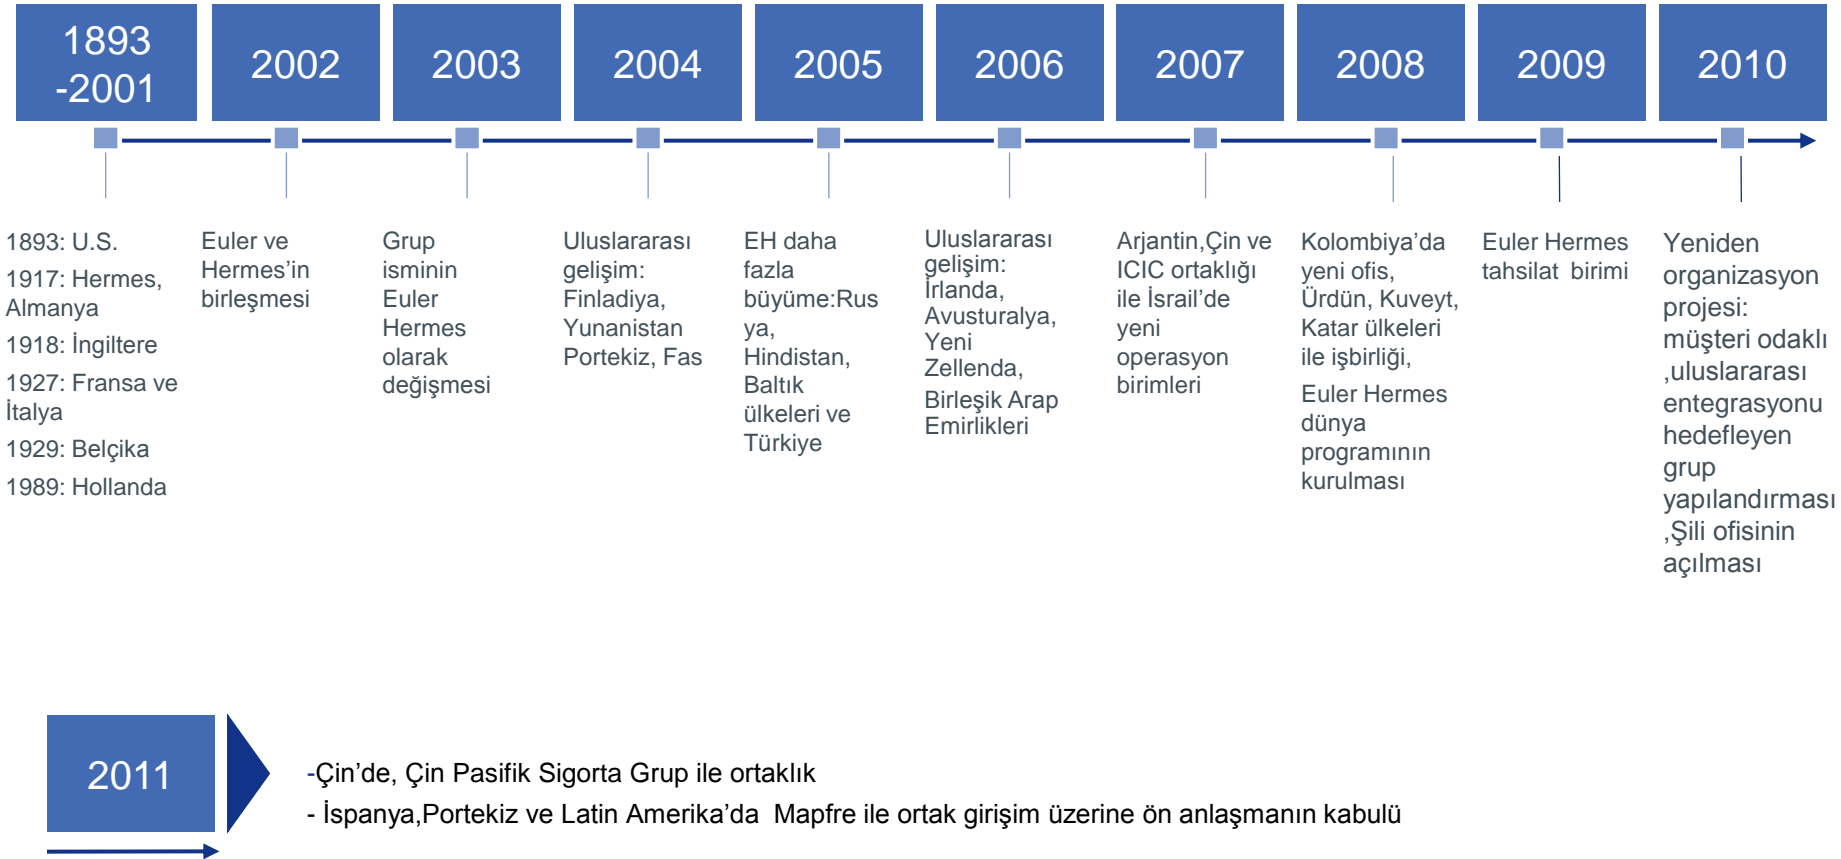 1893
-2001
2002
2003
2004
2005
2006
2007
2008
2009
2010
1893: U.S.
1917: Hermes,
Almanya
1918: İngiltere
1927: Fransa ve
İtalya
1929: Belçika
1989: Hollanda
Euler ve
Hermes’in
birleşmesi
Grup
isminin
Euler
Hermes
olarak
değişmesi
Uluslararası
gelişim:
Finladiya,
Yunanistan
Portekiz, Fas
EH daha
fazla
büyüme:Rus
ya,
Hindistan,
Baltık
ülkeleri ve
Türkiye
Uluslararası
gelişim:
İrlanda,
Avusturalya,
Yeni
Zellenda,
Birleşik Arap
Emirlikleri
Arjantin,Çin ve
ICIC ortaklığı
ile İsrail’de
yeni
operasyon
birimleri
Kolombiya’da
yeni ofis,
Ürdün, Kuveyt,
Katar ülkeleri
ile işbirliği,
Euler Hermes
dünya
programının
kurulması
Euler Hermes
tahsilat birimi
Yeniden
organizasyon
projesi:
müşteri odaklı
,uluslararası
entegrasyonu
hedefleyen
grup
yapılandırması
,Şili ofisinin
açılması
2011
-Çin’de, Çin Pasifik Sigorta Grup ile ortaklık
- İspanya,Portekiz ve Latin Amerika’da Mapfre ile ortak girişim üzerine ön anlaşmanın kabulü